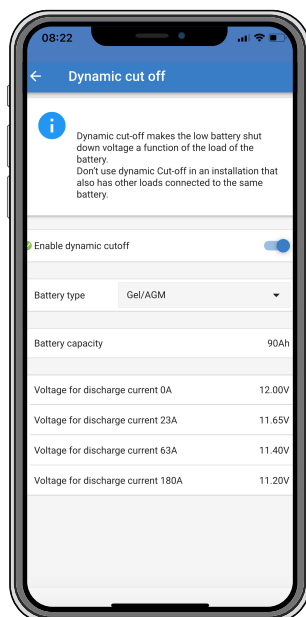 08:22
Dynamic cut off
Dynamic cut-off makes the low battery shut
down voltage a function of the load of the
battery.
Don't use dynamic Cut-off in an installation that
also has other loads connected to the same
battery.
Enable dynamic cutoff
Battery type Gel/AGM
Battery capacity 90Ah
Voltage for discharge current 0A 12.00V
Voltage for discharge current 23A 11.65V
Voltage for discharge current 63A 11.40V
Voltage for discharge current 180A 11.20V